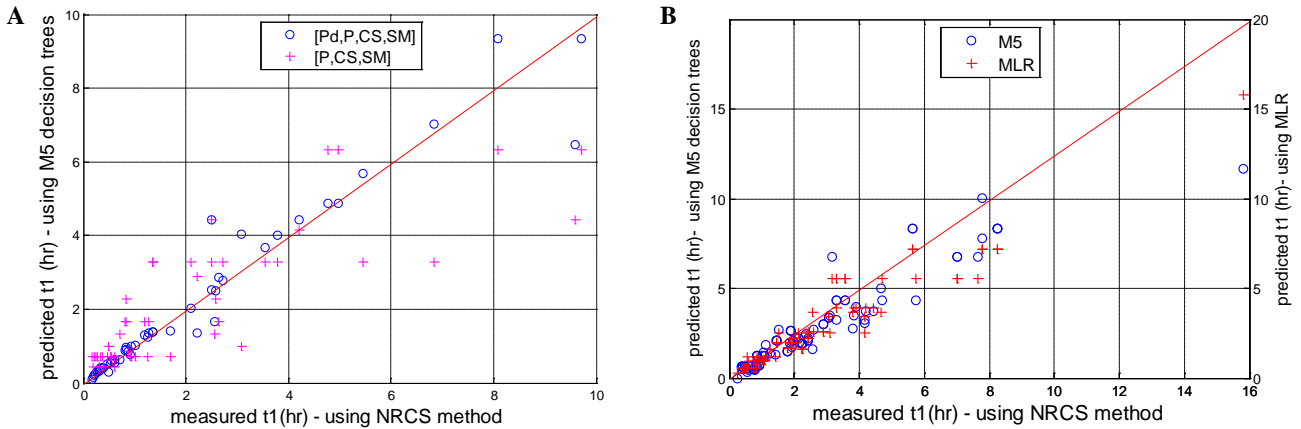 A
predicted t1 (hr) - using M5 decision trees
10
8
6
4
2
0
[Pd,P,CS,SM]
[P,CS,SM]
0
2
4
6
8
10
measured t1(hr) - using NRCS method
B
predicted t1 (hr)- using M5 decision trees
15
10
5
0
M5
MLR
20
15
10
5
0
predicted t1 (hr)- using MLR
0
2
4
6
8
10
12
14
16
measured t1(hr) - using NRCS method